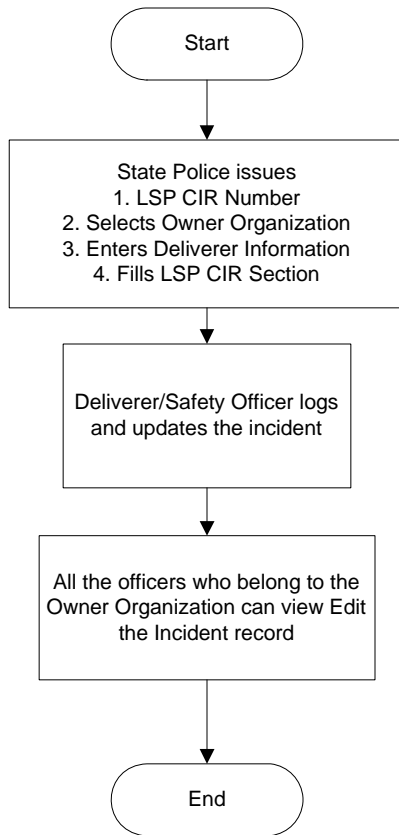 Start
State Police issues
1. LSP CIR Number
2. Selects Owner Organization
3. Enters Deliverer Information
4. Fills LSP CIR Section
Deliverer/Safety Officer logs
and updates the incident
All the officers who belong to the
Owner Organization can view Edit
the Incident record
End